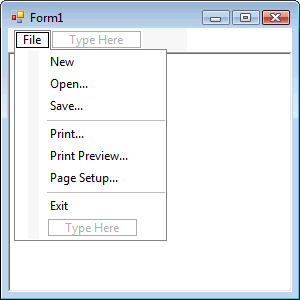 Form1
File Type Here
New
Open...
Save...
Print...
Print Preview...
Page Setup...
Exit
Type Here